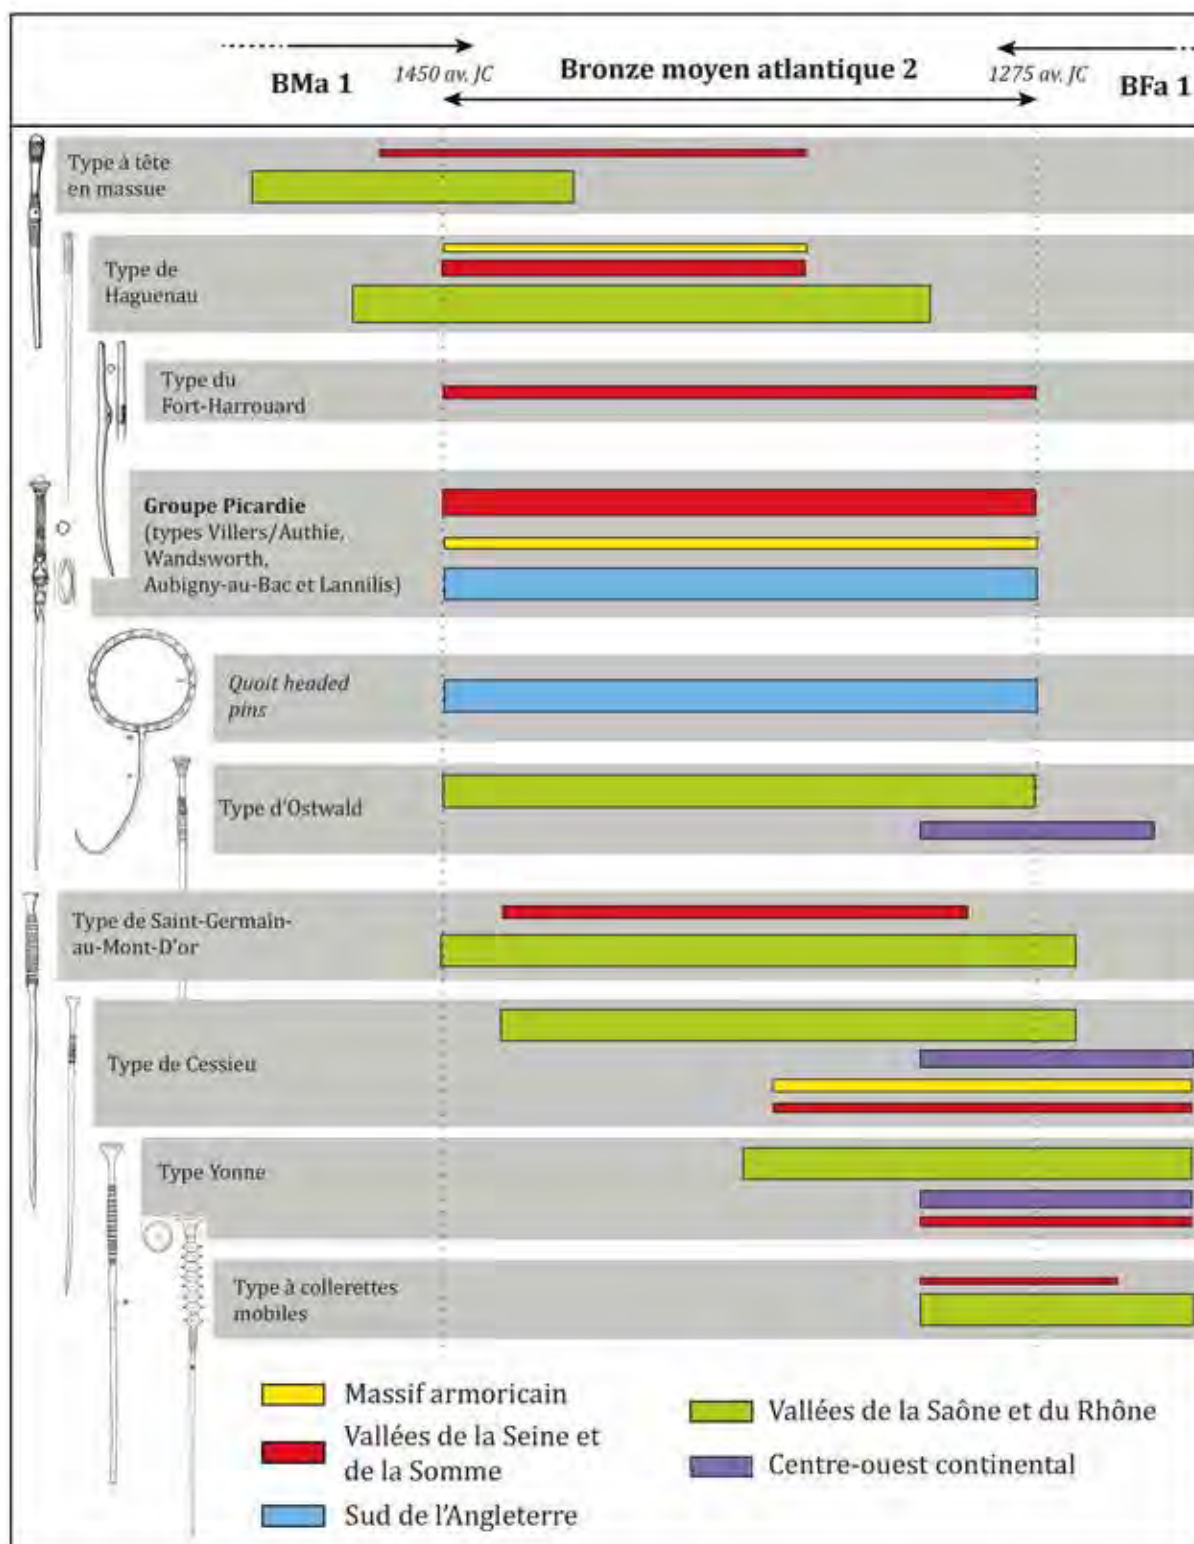 BMa 1
1450 av. JC
Bronze moyen atlantique 2
1275 av. JC
BFa 1
Type à tête
en massue
Type de
Haguenau
Type du
Fort-Harrouard
Groupe Picardie
(types Villers/Authie,
Wandsworth,
Aubigny-au-Bac et Lannilis)
Quoit headed
pins
Type d'Ostwald
Type de Saint-Germain-
au-Mont-D'or
Type de Cessieu
Type Yonne
Type à collerettes
mobiles
Massif armoricain
Vallées de la Seine et
de la Somme
Sud de l'Angleterre
Vallées de la Saône et du Rhône
Centre-ouest continental